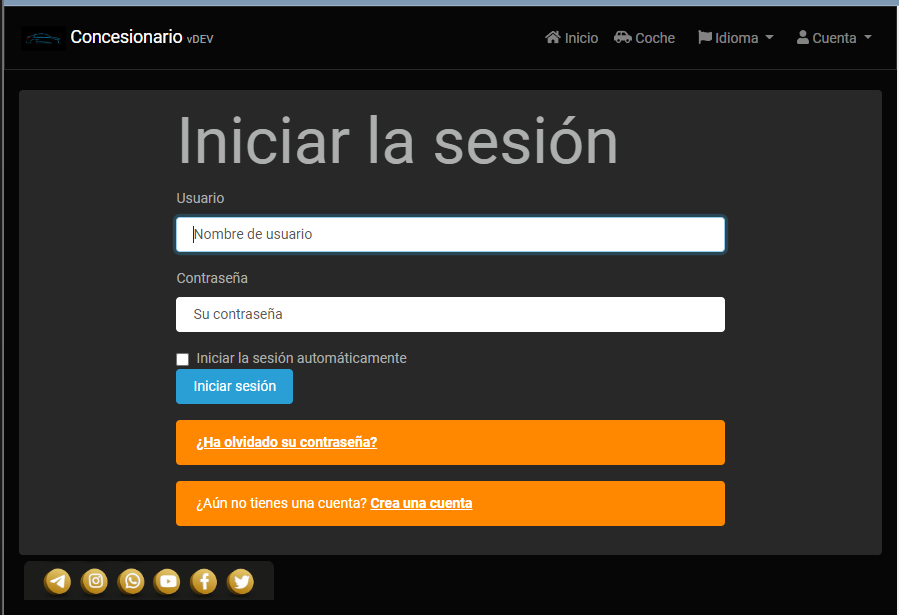 Concesionario vDEV
Inicio Coche Idioma Cuenta
Iniciar la sesión
Usuario
Nombre de usuario
Contraseña
Su contraseña
Iniciar la sesión automáticamente
Iniciar sesión
¿Ha olvidado su contraseña?
¿Aún no tienes una cuenta? Crea una cuenta